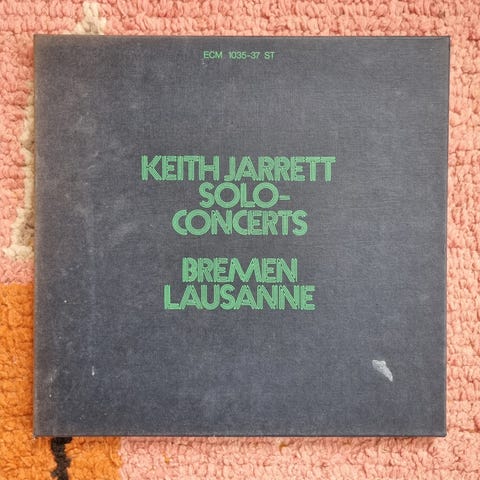 ECM 1035-37 ST
KEITH JARRETT
SOLO-
CONCERTS
BREMEN
LAUSANNE